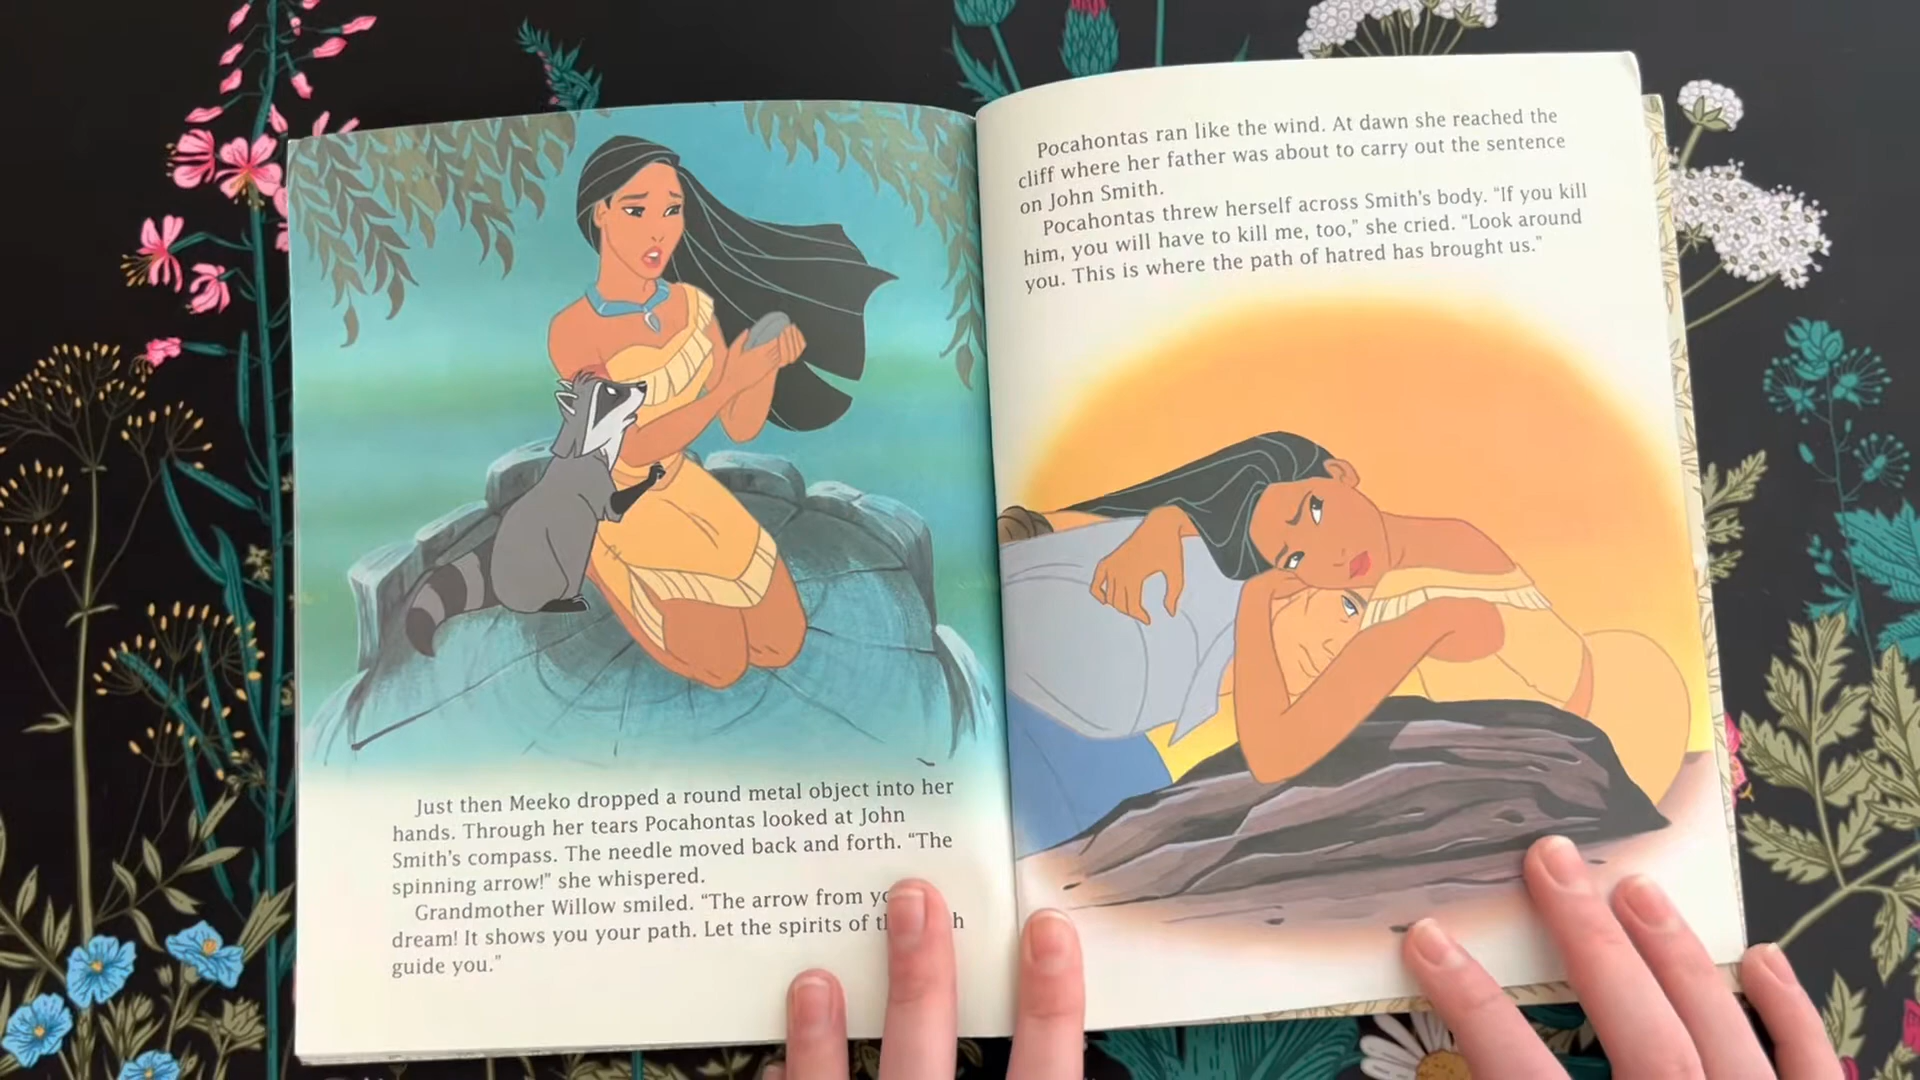 Just then Meeko dropped a round metal object into her
hands. Through her tears Pocahontas looked at John
Smith's compass. The needle moved back and forth. “The
spinning arrow!” she whispered.
Grandmother Willow smiled. “The arrow from
dream! It shows you your path. Let the spirits of
guide you.”
Pocahontas ran like the wind. At dawn she reached the
cliff where her father was about to carry out the sentence
on John Smith.
Pocahontas threw herself across Smith's body. “If you kill
him, you will have to kill me, too,” she cried. “Look around
you. This is where the path of hatred has brought us.”